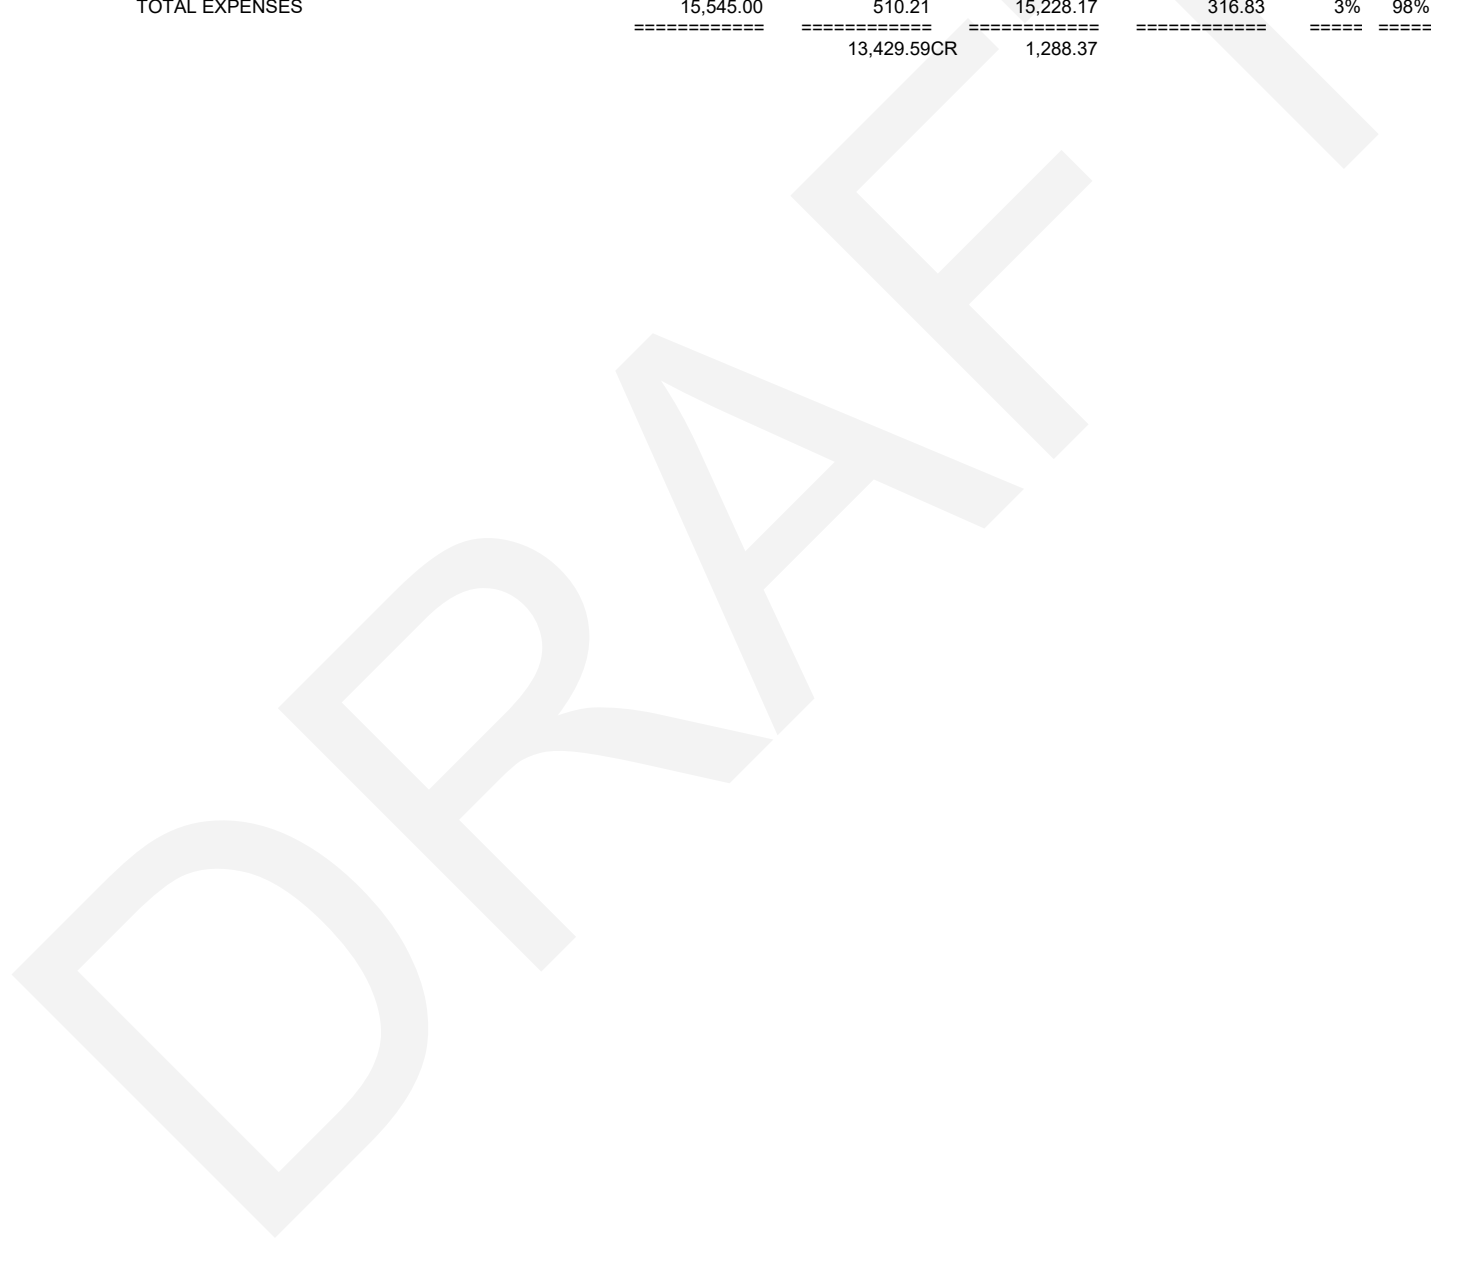 TOTAL EXPENSES 15,545.00 510.21 15,228.17 316.83 3% 98%
============ ============ ============ ============ ===== =====
13,429.59CR 1,288.37
DRAFT